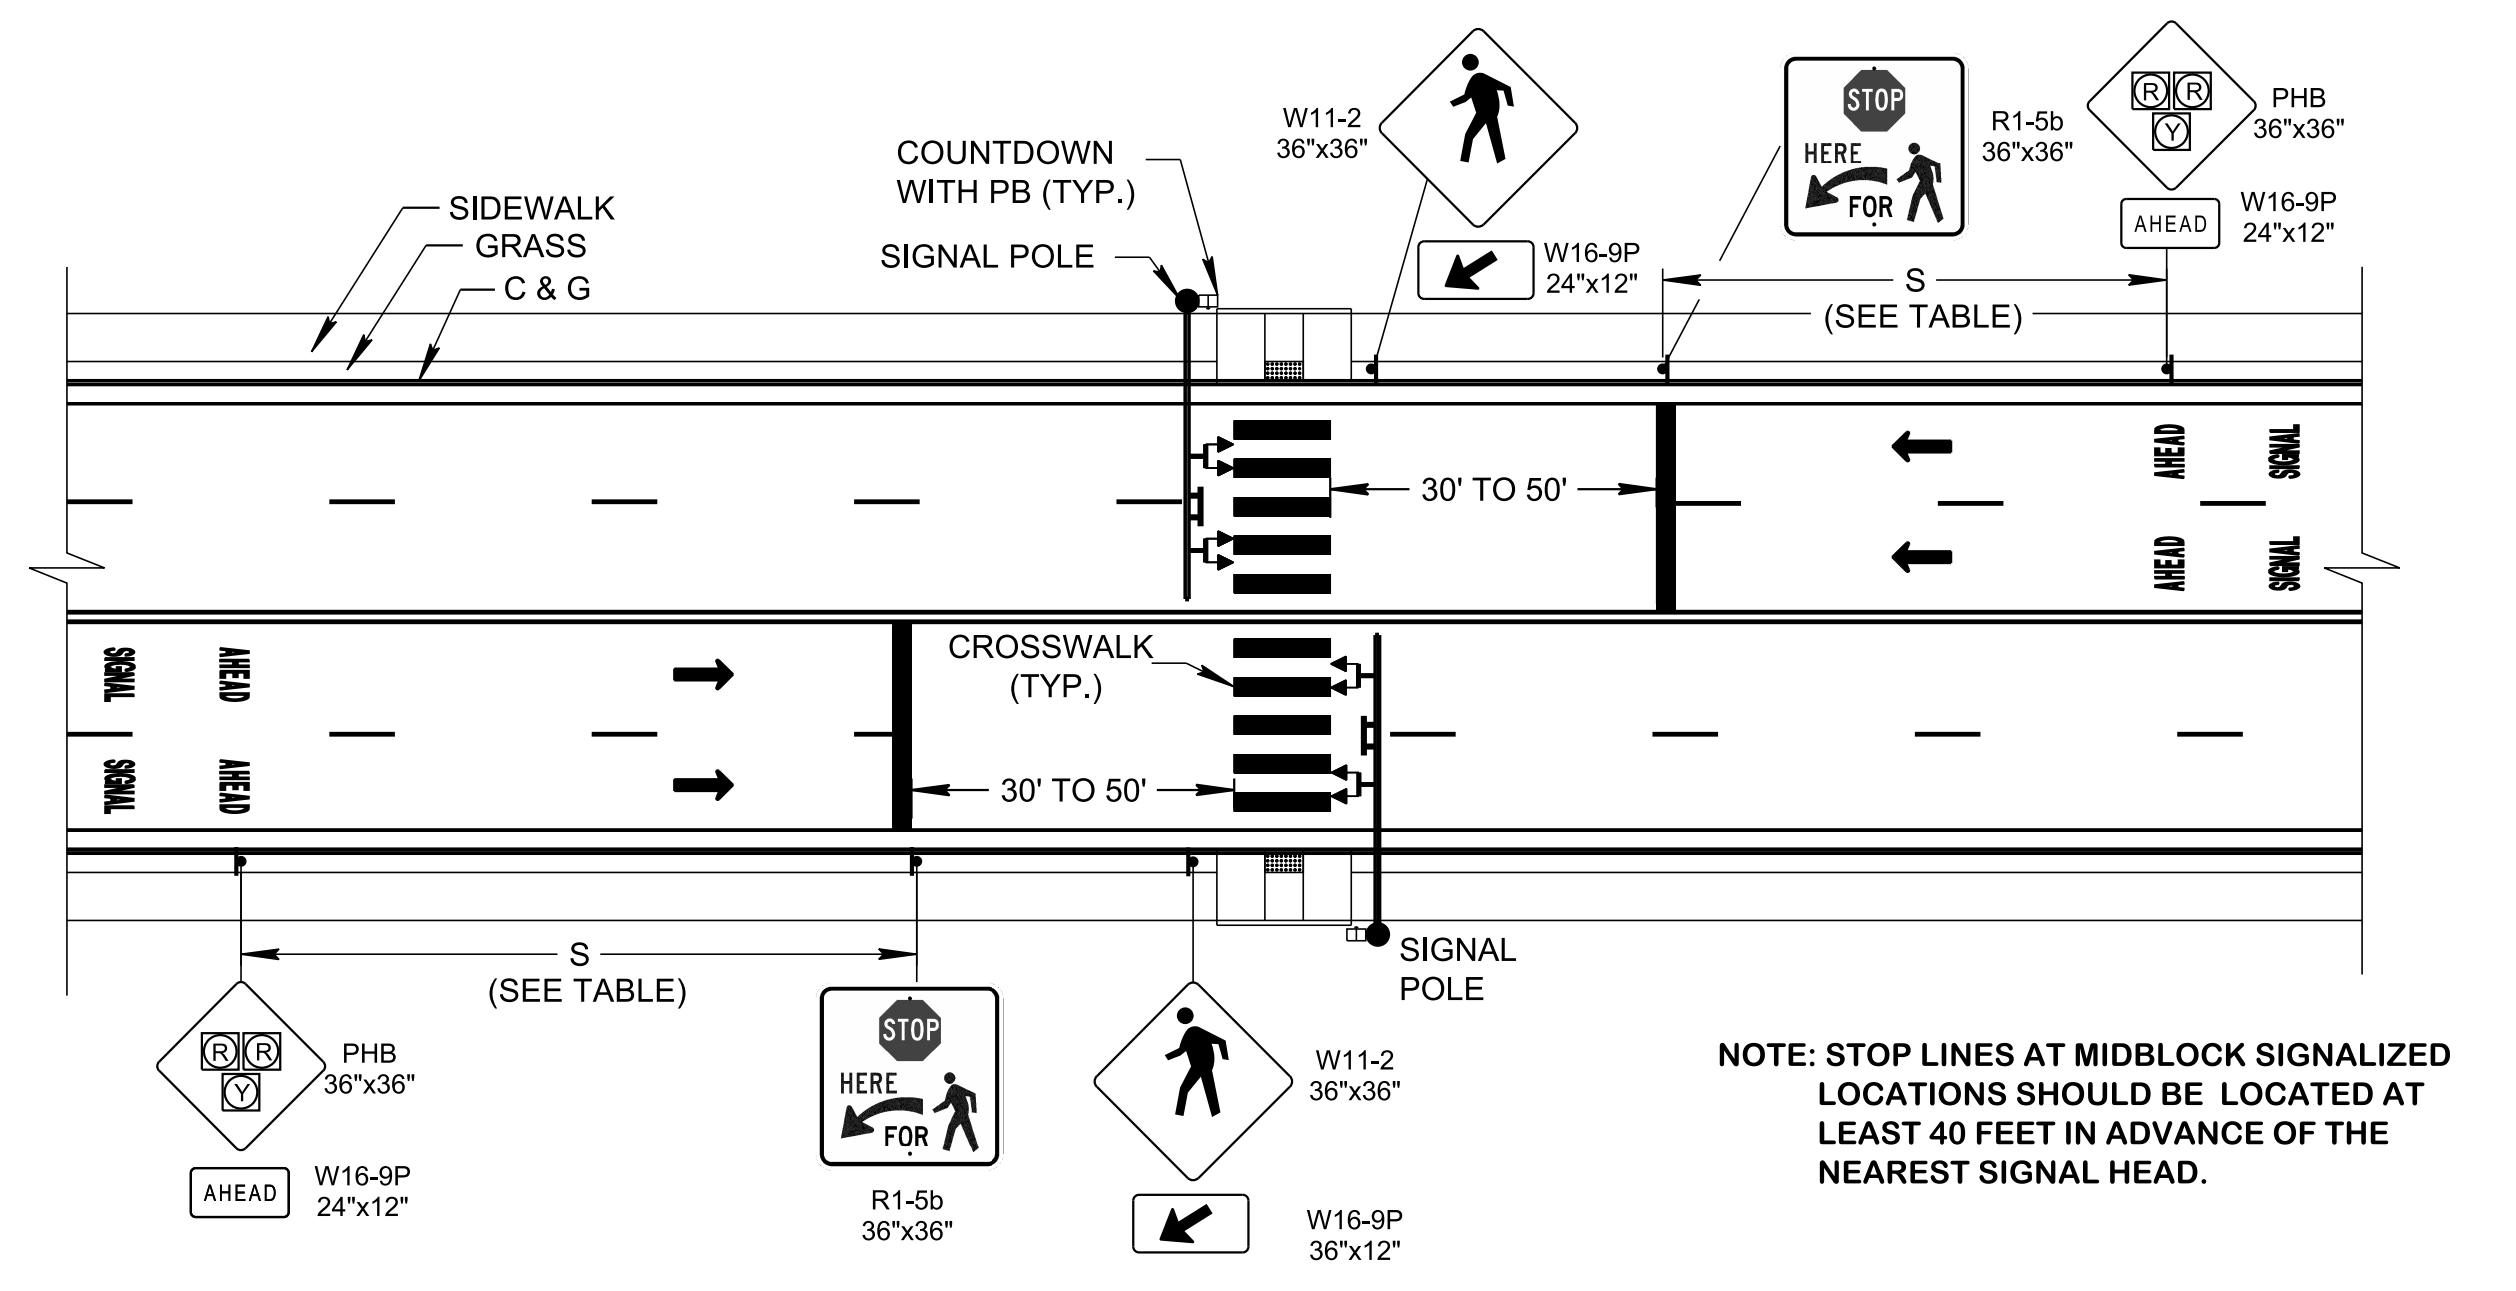 COUNTDOWN
WITH PB (TYP.)
SIDEWALK
GRASS
C & G
SIGNAL POLE
W11-2
36"x36"
W16-9P
24"x12"
STOP
HERE
FOR
R1-5b
36"x36"
R R
Y
PHB
36"x36"
AHEAD
W16-9P
24"x12"
S
(SEE TABLE)
30' TO 50'
AHEAD SIGNAL
AHEAD SIGNAL
SIGNAL AHEAD
SIGNAL AHEAD
CROSSWALK
(TYP.)
30' TO 50'
S
(SEE TABLE)
SIGNAL
POLE
R R
Y
PHB
36"x36"
AHEAD
W16-9P
24"x12"
STOP
HERE
FOR
R1-5b
36"x36"
W11-2
36"x36"
W16-9P
36"x12"
NOTE: STOP LINES AT MIDBLOCK SIGNALIZED
LOCATIONS SHOULD BE LOCATED AT
LEAST 40 FEET IN ADVANCE OF THE
NEAREST SIGNAL HEAD.